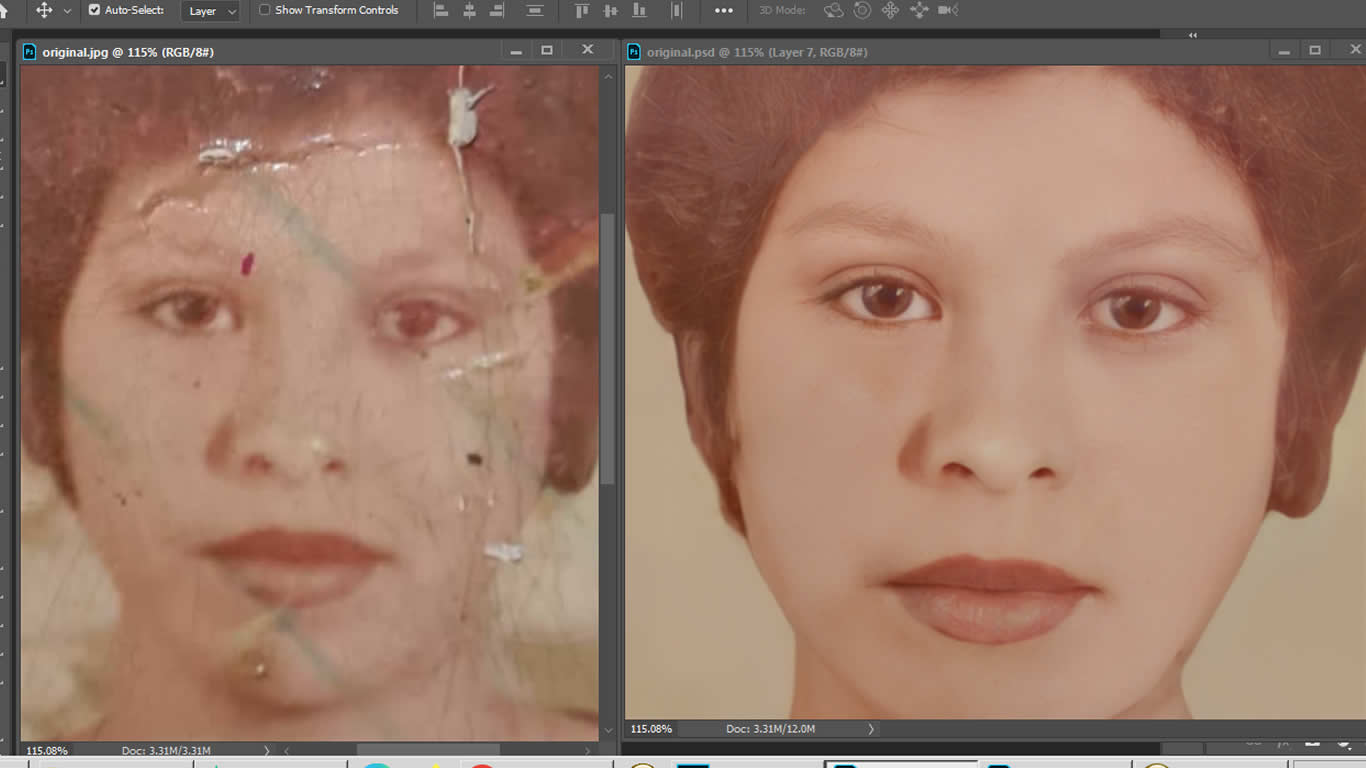 Auto-Select: Layer Show Transform Controls 3D Mode:
Ps original.jpg @ 115% (RGB/8#)
Ps original.psd @ 115% (Layer 7, RGB/8#)
115.08% Doc: 3.31M/12.0M
115.08% Doc: 3.31M/3.31M